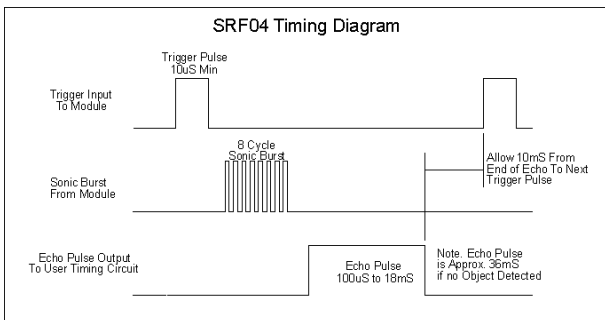 SRF04 Timing Diagram
Trigger Pulse
10uS Min
Trigger Input
To Module
8 Cycle
Sonic Burst
Allow 10mS From
End of Echo To Next
Trigger Pulse
Sonic Burst
From Module
Echo Pulse Output
To User Timing Circuit
Echo Pulse
100uS to 18mS
Note. Echo Pulse
is Approx. 36mS
if no Object Detected